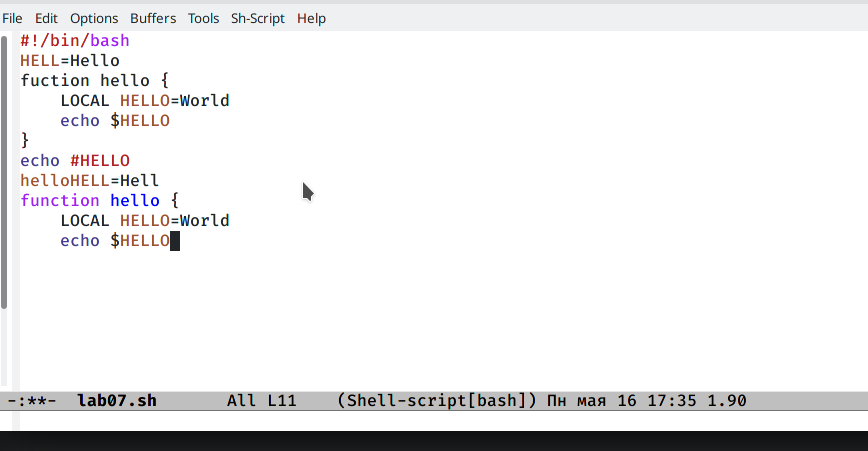 File Edit Options Buffers Tools Sh-Script Help
#!/bin/bash
HELL=Hello
fuction hello {
    LOCAL HELLO=World
    echo $HELLO
}
echo #HELLO
helloHELL=Hell
function hello {
    LOCAL HELLO=World
    echo $HELLO
-:**-  lab07.sh       All L11    (Shell-script[bash]) Пн мая 16 17:35 1.90